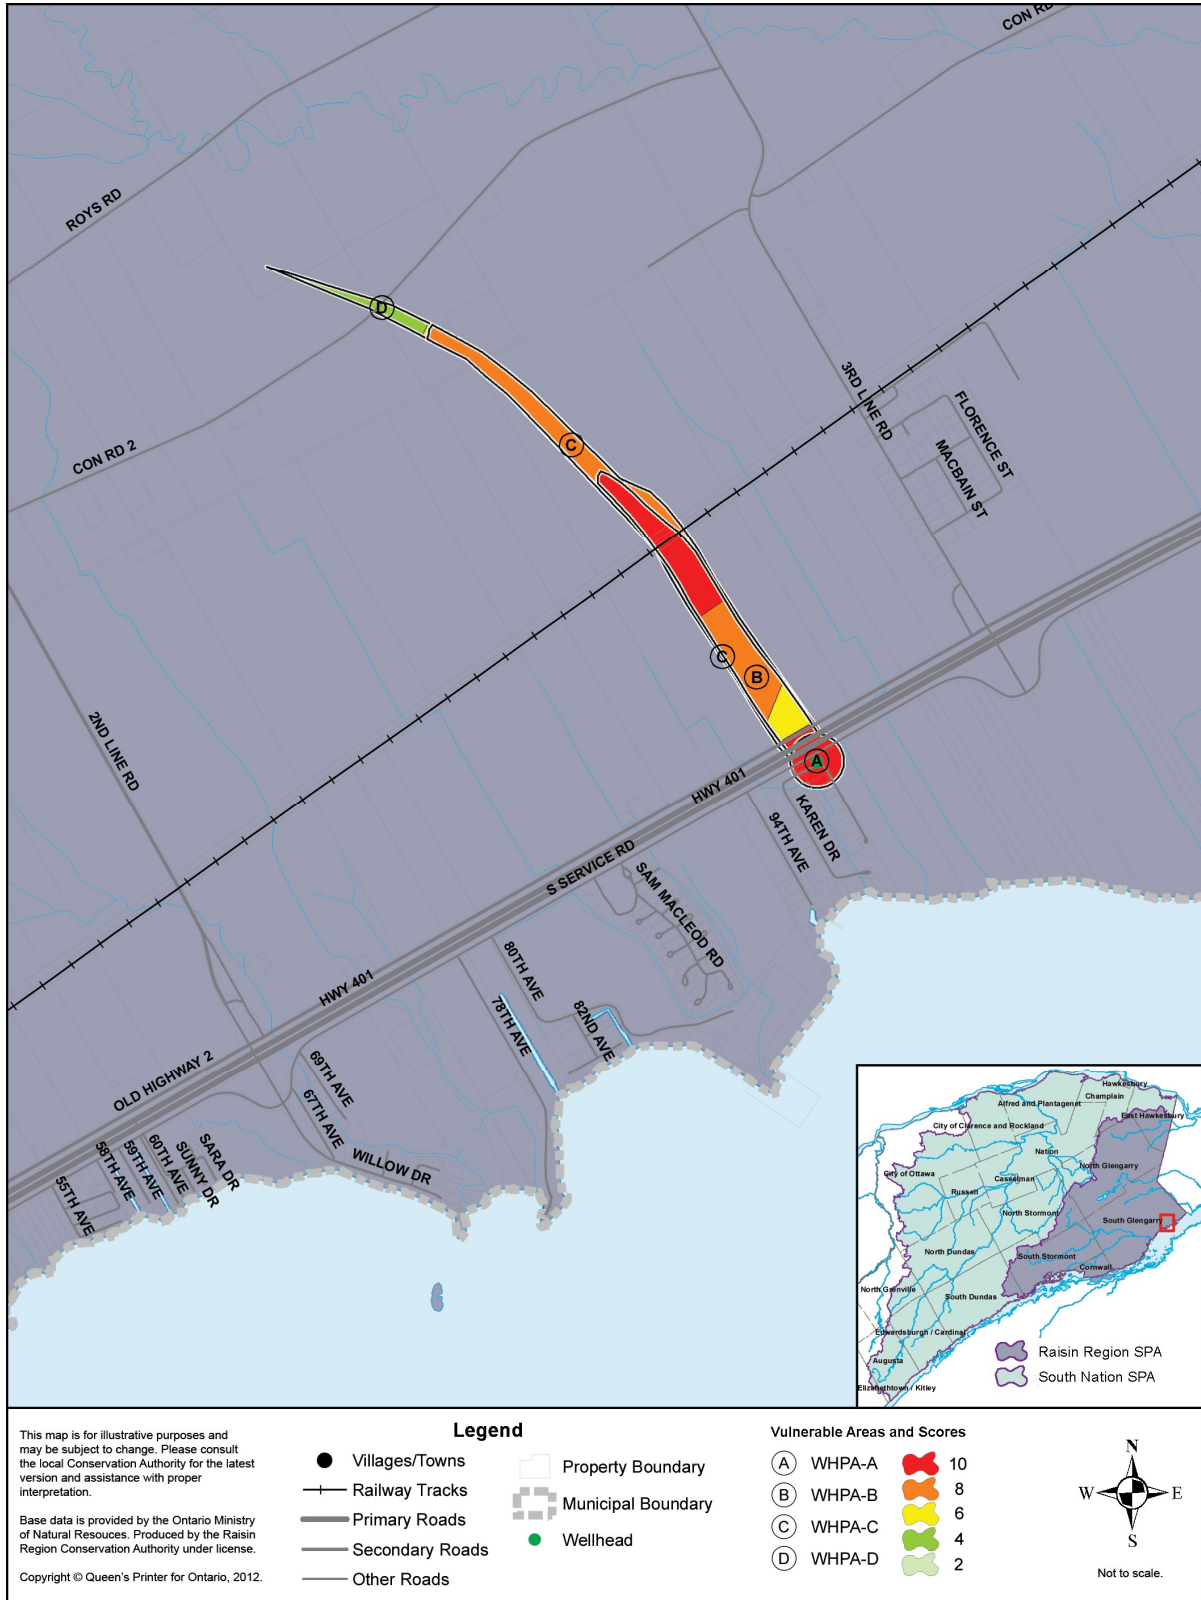 CON RD
ROYS RD
D
3RD LINE RD
FLORENCE ST
MACBAIN ST
CON RD 2
C
C
B
2ND LINE RD
A
HWY 401
KAREN DR
94TH AVE
S SERVICE RD
SAM MACLEOD RD
80TH AVE
78TH AVE
82ND AVE
HWY 401
OLD HIGHWAY 2
69TH AVE
67TH AVE
WILLOW DR
SARA DR
SUNNY DR
60TH AVE
59TH AVE
58TH AVE
55TH AVE
Hawkesbury
Champlain
Alfred and Plantagenet
East Hawkesbury
City of Clarence and Rockland
Nation
North Glengarry
City of Ottawa
Casselman
Russell
North Stormont
South Glengarry
North Dundas
South Stormont
Cornwall
North Grenville
South Dundas
Edwardsburgh / Cardinal
Augusta
Elizabethtown / Kitley
Raisin Region SPA
South Nation SPA
This map is for illustrative purposes and
may be subject to change. Please consult
the local Conservation Authority for the latest
version and assistance with proper
interpretation.
Base data is provided by the Ontario Ministry
of Natural Resouces. Produced by the Raisin
Region Conservation Authority under license.
Copyright © Queen's Printer for Ontario, 2012.
Legend
Villages/Towns
Railway Tracks
Primary Roads
Secondary Roads
Other Roads
Property Boundary
Municipal Boundary
Wellhead
Vulnerable Areas and Scores
A WHPA-A 10
B WHPA-B 8
C WHPA-C 6
D WHPA-D 4
2
N
W E
S
Not to scale.